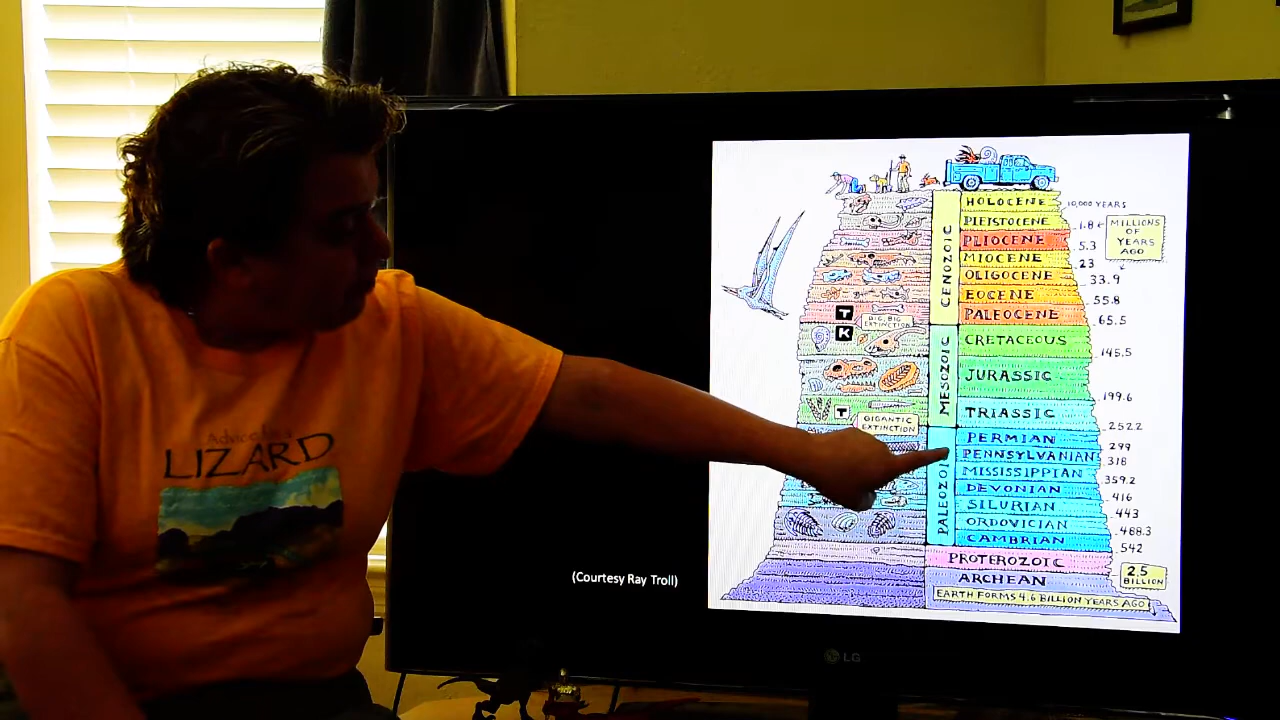 Advice from a
LIZARD
(Courtesy Ray Troll)
LG
HOLOCENE
PLEISTOCENE
PLIOCENE
MIOCENE
OLIGOCENE
EOCENE
PALEOCENE
CRETACEOUS
JURASSIC
TRIASSIC
PERMIAN
PENNSYLVANIAN
MISSISSIPPIAN
DEVONIAN
SILURIAN
ORDOVICIAN
CAMBRIAN
PROTEROZOIC
ARCHEAN
EARTH FORMS 4.6 BILLION YEARS AGO
CENOZOIC
MESOZOIC
PALEOZOIC
T
BIG BIG
EXTINCTION
K
T
GIGANTIC
EXTINCTION
10,000 YEARS
1.8
MILLIONS
OF
YEARS
AGO
5.3
23
33.9
55.8
65.5
145.5
199.6
252.2
299
318
359.2
416
443
488.3
542
2.5
BILLION